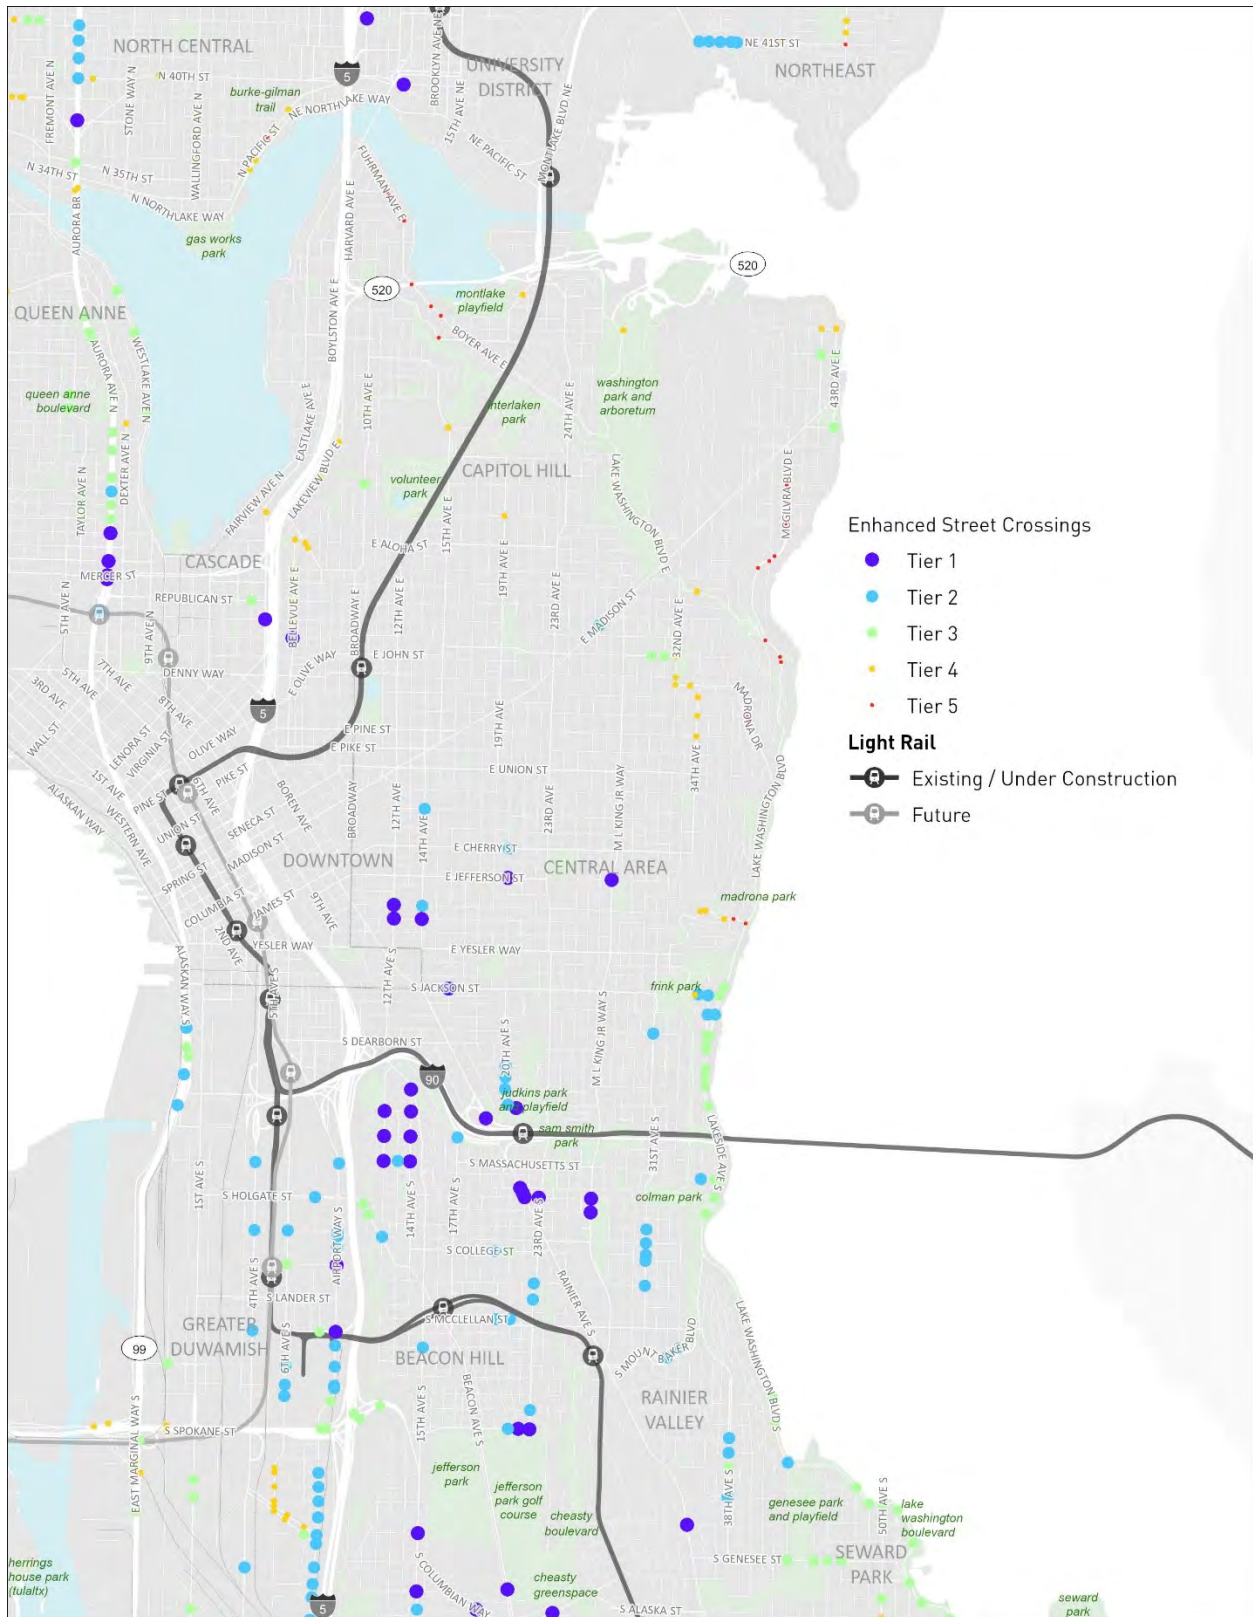 NORTH CENTRAL
5
BROOKLYN AVE NE
UNIVERSITY
DISTRICT
NE 41ST ST
NORTHEAST
FREMONT AVE N
STONE WAY N
N 40TH ST
WALLINGFORD AVE N
burke-gilman
trail
NE NORTHLAKE WAY
15TH AVE NE
MONTLAKE BLVD NE
N PACIFIC ST
NE PACIFIC ST
N 34TH ST
N 35TH ST
FUHRMAN AVE E
N NORTHLAKE WAY
AURORA BR
HARVARD AVE E
gas works
park
520
520
QUEEN ANNE
montlake
playfield
BOYLSTON AVE E
BOYER AVE E
AURORA AVE N
WESTLAKE AVE N
queen anne
boulevard
10TH AVE E
interlaken
park
24TH AVE E
washington
park and
arboretum
43RD AVE E
EASTLAKE AVE E
DEXTER AVE N
TAYLOR AVE N
FAIRVIEW AVE N
LAKEVIEW BLVD E
volunteer
park
CAPITOL HILL
15TH AVE E
LAKE WASHINGTON BLVD E
MCGILVRA BLVD E
Enhanced Street Crossings
Tier 1
Tier 2
Tier 3
Tier 4
Tier 5
Light Rail
Existing / Under Construction
Future
CASCADE
E ALOHA ST
19TH AVE E
MERCER ST
REPUBLICAN ST
5TH AVE N
9TH AVE N
BELLEVUE AVE E
BROADWAY E
12TH AVE E
23RD AVE E
E MADISON ST
32ND AVE E
E JOHN ST
DENNY WAY
E OLIVE WAY
7TH AVE
5TH AVE
3RD AVE
8TH AVE
5
MADRONA DR
WALL ST
LENORA ST
VIRGINIA ST
OLIVE WAY
E PINE ST
E PIKE ST
19TH AVE
1ST AVE
PINE ST
6TH AVE
PIKE ST
E UNION ST
34TH AVE
ALASKAN WAY
WESTERN AVE
UNION ST
SENECA ST
BOREN AVE
BROADWAY
12TH AVE
14TH AVE
23RD AVE
M L KING JR WAY
LAKE WASHINGTON BLVD
MADISON ST
SPRING ST
DOWNTOWN
E CHERRY ST
CENTRAL AREA
E JEFFERSON ST
COLUMBIA ST
JAMES ST
9TH AVE
madrona park
2ND AVE
YESLER WAY
E YESLER WAY
ALASKAN WAY S
5TH AVE S
12TH AVE S
S JACKSON ST
frink park
S DEARBORN ST
20TH AVE S
M L KING JR WAY S
90
judkins park
and playfield
sam smith
park
31ST AVE S
LAKESIDE AVE S
S MASSACHUSETTS ST
1ST AVE S
S HOLGATE ST
14TH AVE S
17TH AVE S
23RD AVE S
colman park
AIRPORT WAY S
S COLLEGE ST
4TH AVE S
S LANDER ST
RAINIER AVE S
LAKE WASHINGTON BLVD S
GREATER
DUWAMISH
6TH AVE S
S MCCLELLAN ST
BEACON HILL
S MOUNT BAKER BLVD
99
15TH AVE S
BEACON AVE S
RAINIER
VALLEY
EAST MARGINAL WAY S
S SPOKANE ST
jefferson
park
jefferson
park golf
course
cheasty
boulevard
38TH AVE S
genesee park
and playfield
50TH AVE S
lake
washington
boulevard
herrings
house park
(tulaltx)
S COLUMBIAN WAY
S GENESEE ST
SEWARD
PARK
cheasty
greenspace
5
S ALASKA ST
seward
park